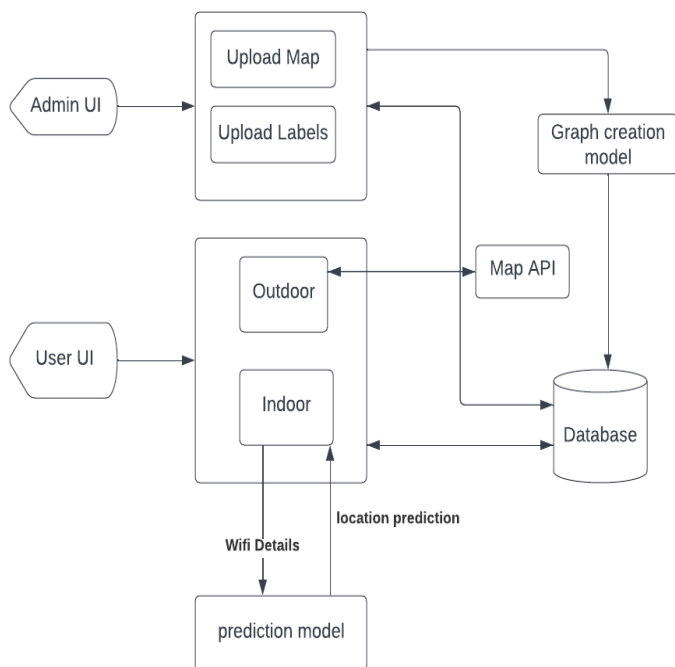 Upload Map
Admin UI
Upload Labels
Graph creation
model
Map API
Outdoor
User UI
Indoor
Database
location prediction
Wifi Details
prediction model